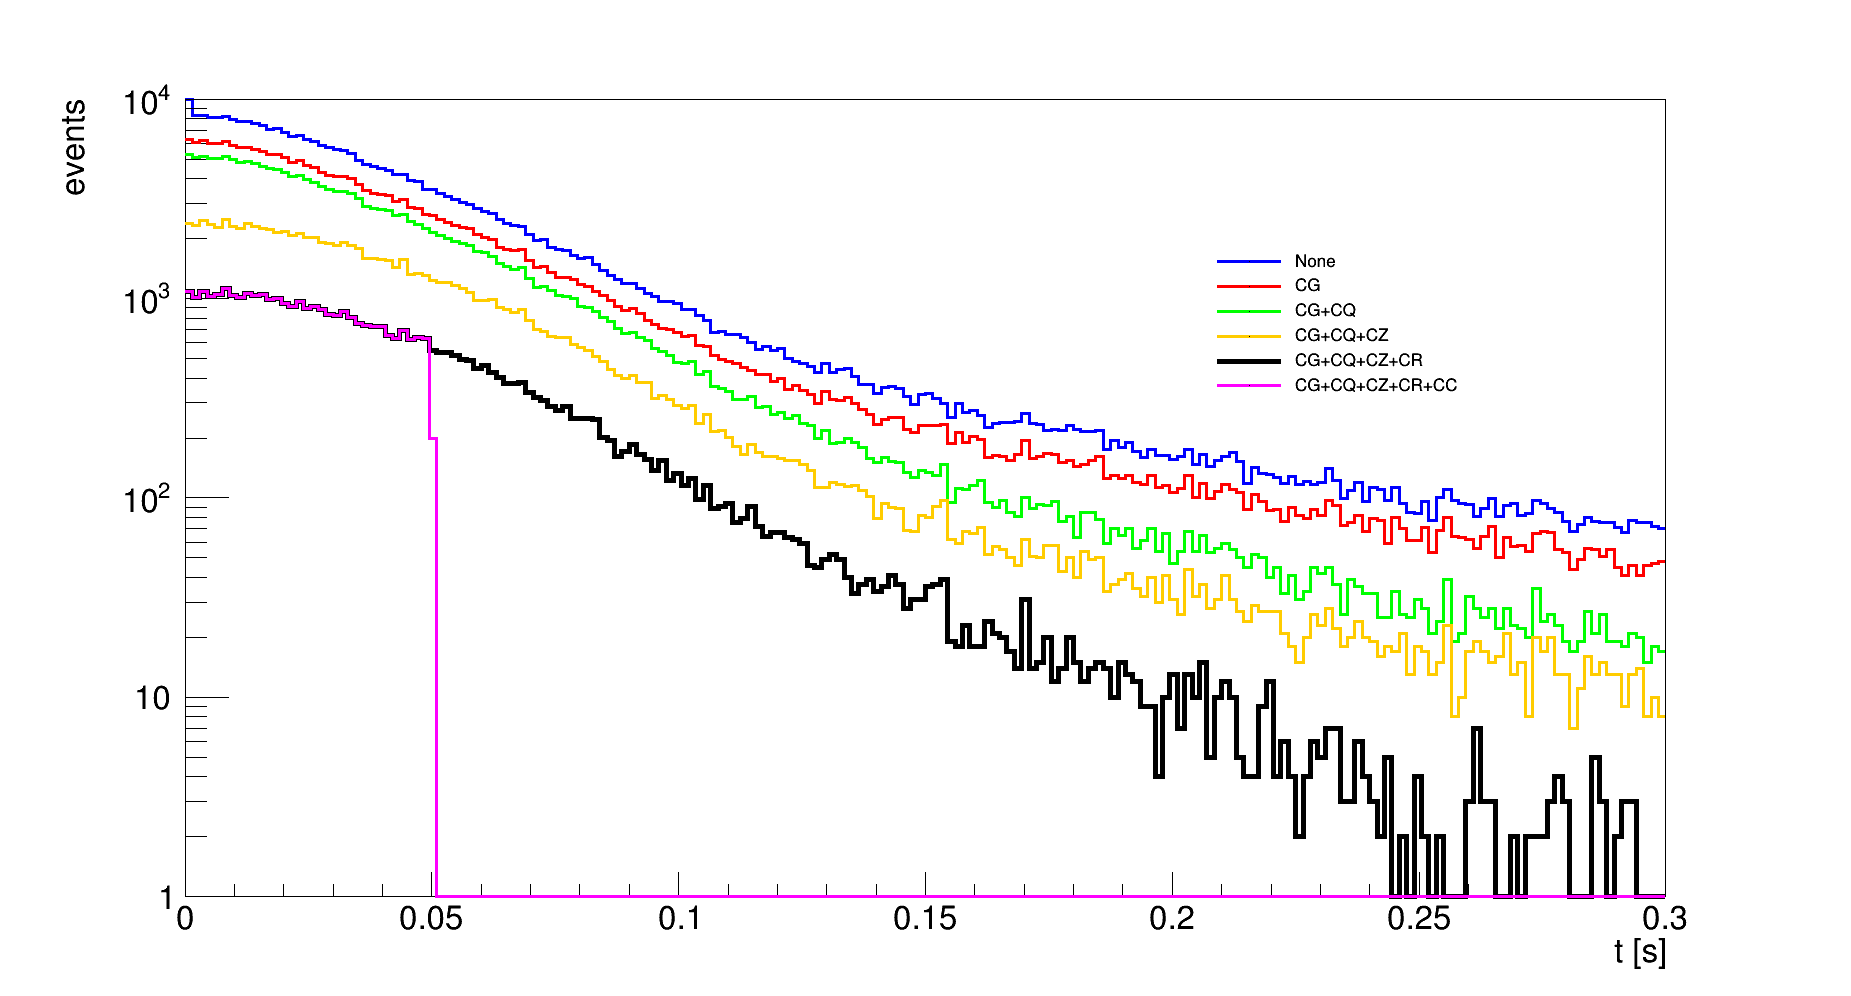 events
10^4
10^3
10^2
10
1
None
CG
CG+CQ
CG+CQ+CZ
CG+CQ+CZ+CR
CG+CQ+CZ+CR+CC
0 0.05 0.1 0.15 0.2 0.25 0.3
t [s]